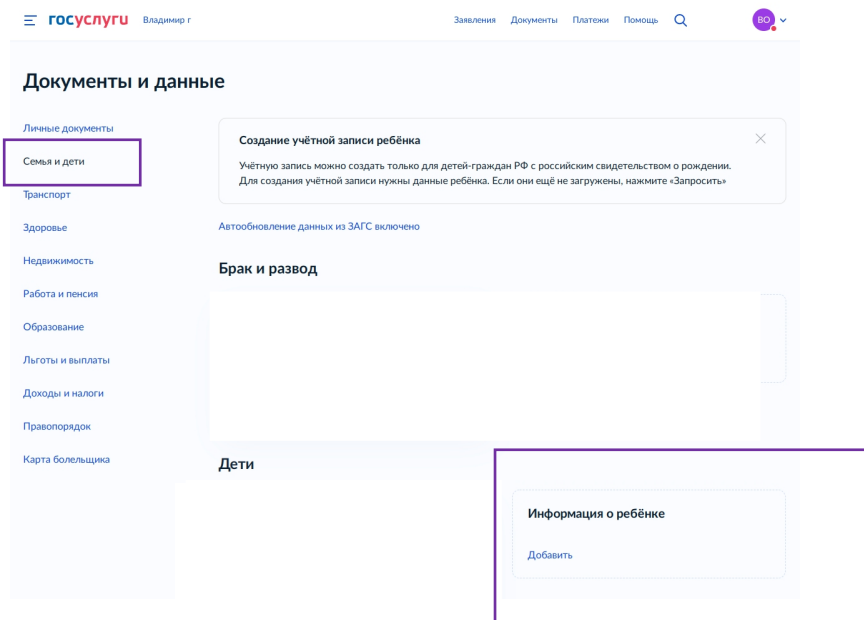 госуслуги Владимир г Заявления Документы Платежи Помощь ВО
Документы и данные
Личные документы
Семья и дети
Транспорт
Здоровье
Недвижимость
Работа и пенсия
Образование
Льготы и выплаты
Доходы и налоги
Правопорядок
Карта болельщика
Создание учётной записи ребёнка
Учётную запись можно создать только для детей-граждан РФ с российским свидетельством о рождении.
Для создания учётной записи нужны данные ребёнка. Если они ещё не загружены, нажмите «Запросить»
Автообновление данных из ЗАГС включено
Брак и развод
Дети
Информация о ребёнке
Добавить